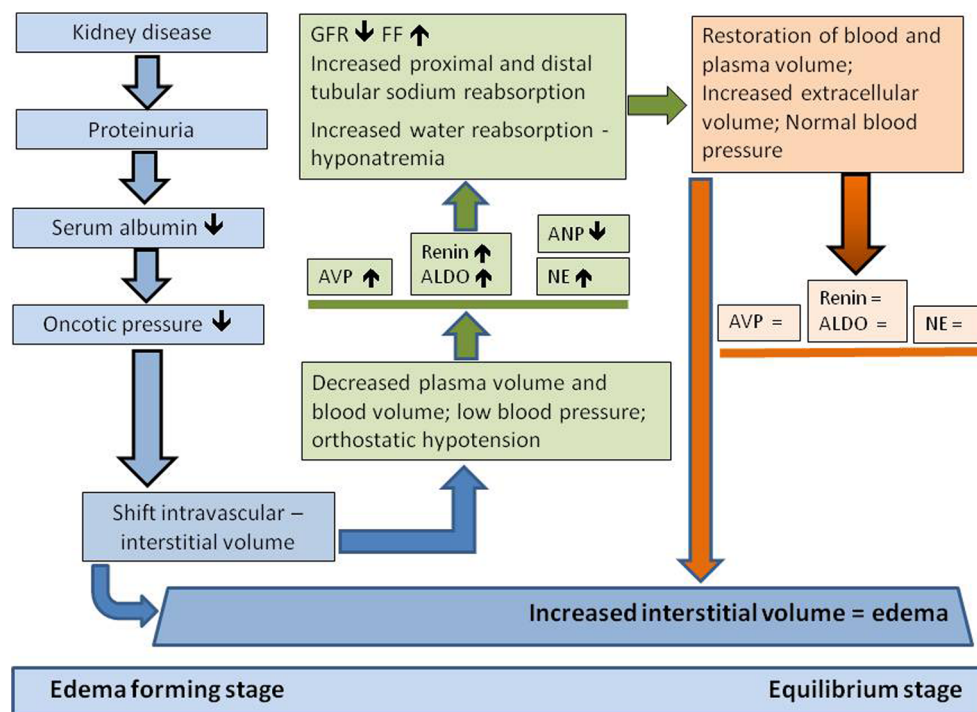 Kidney disease
Proteinuria
Serum albumin ↓
Oncotic pressure ↓
Shift intravascular –
interstitial volume
GFR ↓ FF ↑
Increased proximal and distal
tubular sodium reabsorption
Increased water reabsorption -
hyponatremia
AVP ↑
Renin ↑
ALDO ↑
ANP ↓
NE ↑
Decreased plasma volume and
blood volume; low blood pressure;
orthostatic hypotension
Restoration of blood and
plasma volume;
Increased extracellular
volume; Normal blood
pressure
AVP =
Renin =
ALDO =
NE =
Increased interstitial volume = edema
Edema forming stage
Equilibrium stage